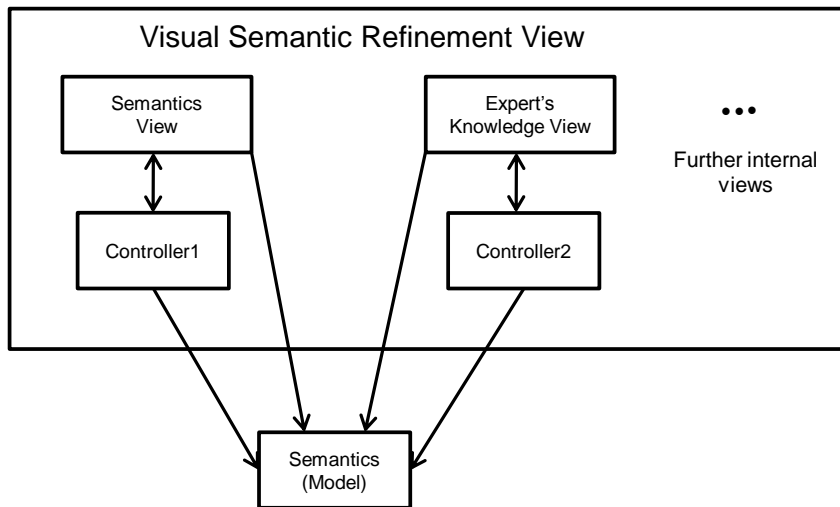 Visual Semantic Refinement View
Semantics
View
Expert's
Knowledge View
•••
Further internal
views
Controller1
Controller2
Semantics
(Model)